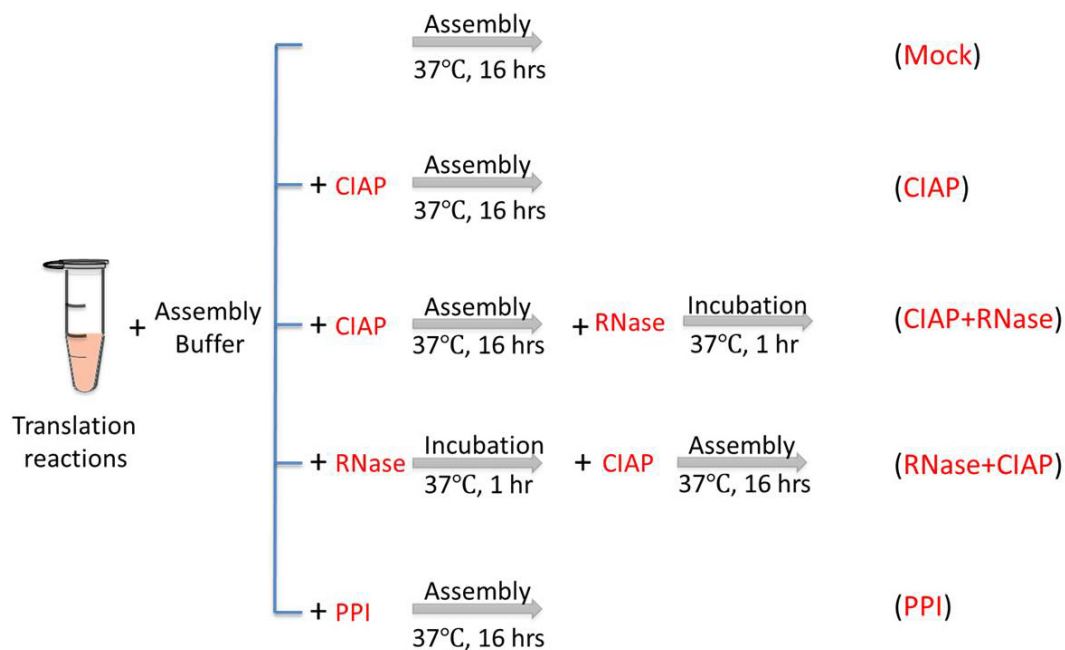 Assembly
37℃, 16 hrs
(Mock)
+ CIAP
Assembly
37℃, 16 hrs
(CIAP)
Translation
reactions
+
Assembly
Buffer
+ CIAP
Assembly
37℃, 16 hrs
+ RNase
Incubation
37℃, 1 hr
(CIAP+RNase)
+ RNase
Incubation
37℃, 1 hr
+ CIAP
Assembly
37℃, 16 hrs
(RNase+CIAP)
+ PPI
Assembly
37℃, 16 hrs
(PPI)